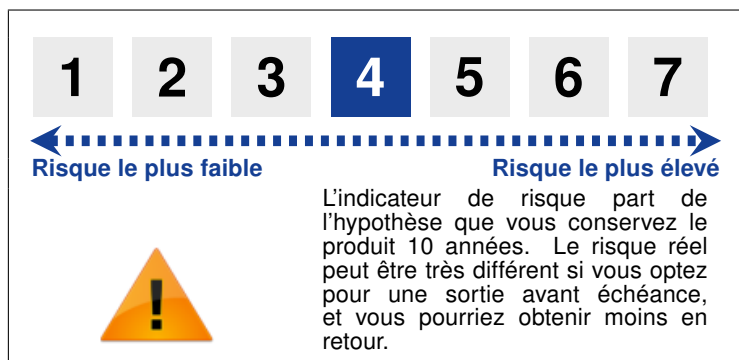 1 2 3 4 5 6 7
Risque le plus faible Risque le plus élevé
L'indicateur de risque part de
l'hypothèse que vous conservez le
produit 10 années. Le risque réel
peut être très différent si vous optez
pour une sortie avant échéance,
et vous pourriez obtenir moins en
retour.
!